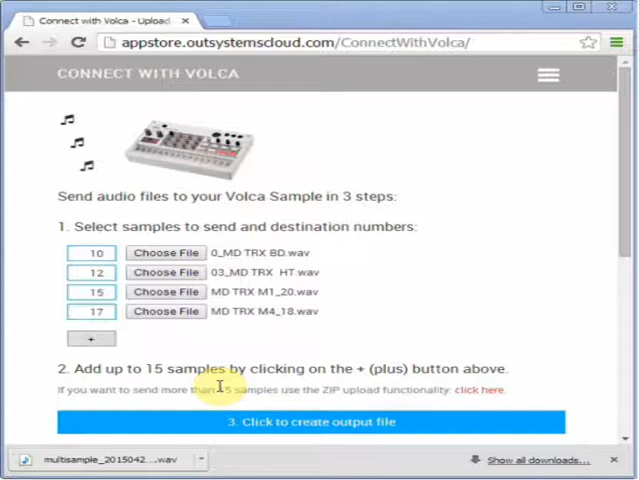 Connect with Volca - Upload
appstore.outsystemscloud.com/ConnectWithVolca/
CONNECT WITH VOLCA
Send audio files to your Volca Sample in 3 steps:
1. Select samples to send and destination numbers:
10 Choose File 0_MD TRX BD.wav
12 Choose File 03_MD TRX HT.wav
15 Choose File MD TRX M1_20.wav
17 Choose File MD TRX M4_18.wav
+
2. Add up to 15 samples by clicking on the + (plus) button above.
If you want to send more than 15 samples use the ZIP upload functionality: click here.
3. Click to create output file
multisample_2015042....wav
Show all downloads...